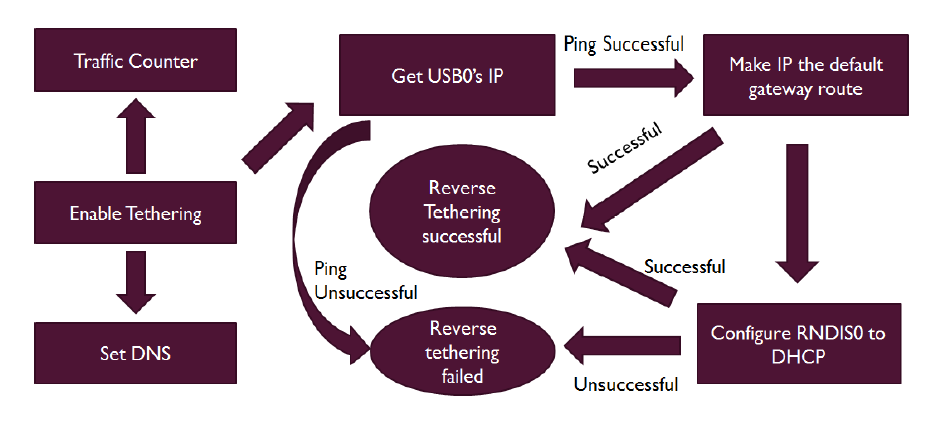 Traffic Counter
Get USB0's IP
Ping Successful
Make IP the default
gateway route
Successful
Enable Tethering
Reverse
Tethering
successful
Ping
Unsuccessful
Successful
Set DNS
Reverse
tethering
failed
Unsuccessful
Configure RNDIS0 to
DHCP